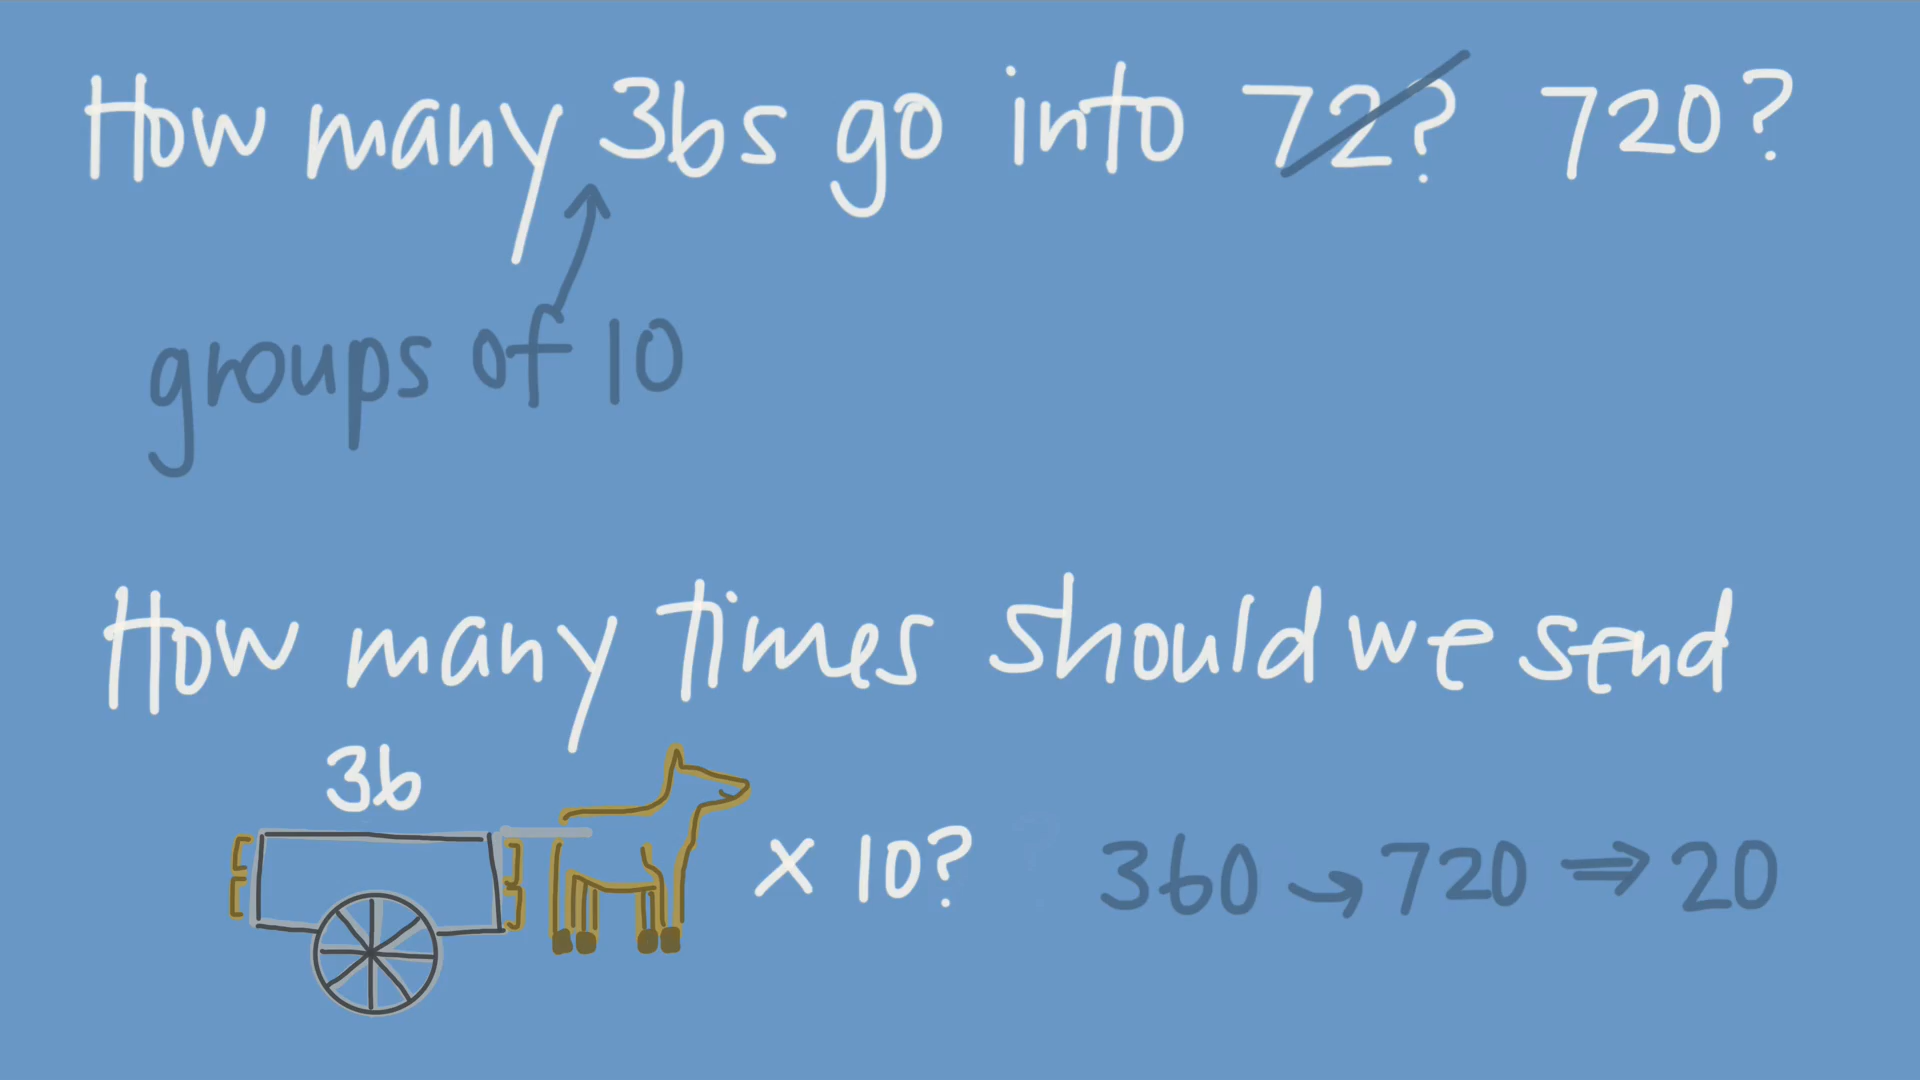 How many 36s go into 72? 720?
groups of 10
How many times should we send
36
× 10? 360 → 720 ⇒ 20